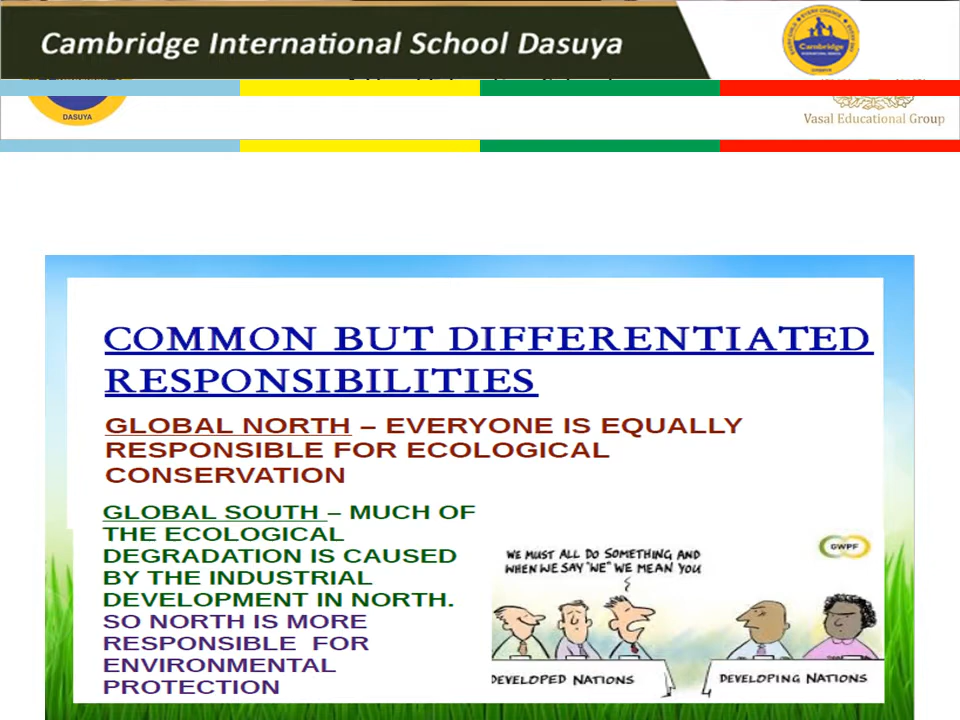 Cambridge International School Dasuya
Cambridge
DASUYA
Vasal Educational Group
COMMON BUT DIFFERENTIATED
RESPONSIBILITIES
GLOBAL NORTH – EVERYONE IS EQUALLY
RESPONSIBLE FOR ECOLOGICAL
CONSERVATION
GLOBAL SOUTH – MUCH OF
THE ECOLOGICAL
DEGRADATION IS CAUSED
BY THE INDUSTRIAL
DEVELOPMENT IN NORTH.
SO NORTH IS MORE
RESPONSIBLE FOR
ENVIRONMENTAL
PROTECTION
GWPF
WE MUST ALL DO SOMETHING AND
WHEN WE SAY "WE" WE MEAN YOU
DEVELOPED NATIONS
DEVELOPING NATIONS